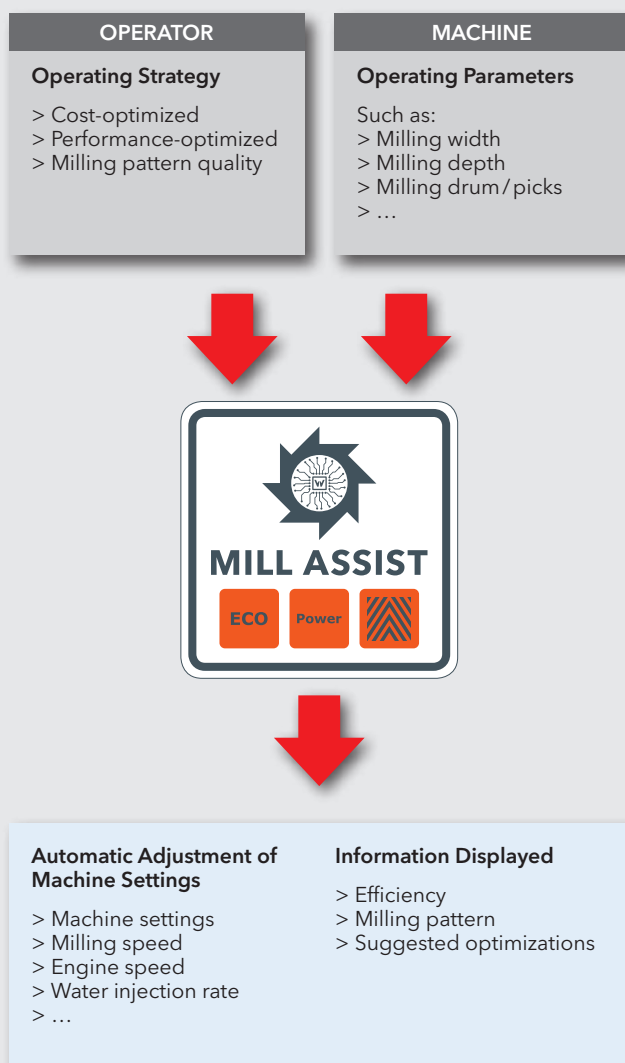 OPERATOR
Operating Strategy
> Cost-optimized
> Performance-optimized
> Milling pattern quality
MACHINE
Operating Parameters
Such as:
> Milling width
> Milling depth
> Milling drum / picks
> …
W
MILL ASSIST
ECO
Power
Automatic Adjustment of
Machine Settings
> Machine settings
> Milling speed
> Engine speed
> Water injection rate
> …
Information Displayed
> Efficiency
> Milling pattern
> Suggested optimizations